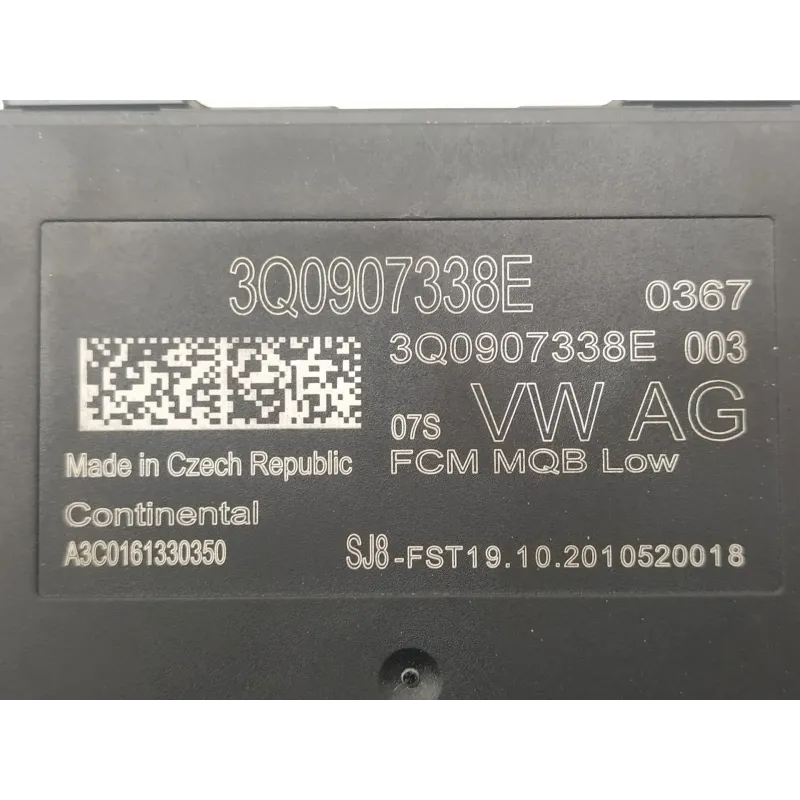 3Q0907338E
0367
3Q0907338E 003
07S VW AG
Made in Czech Republic
FCM MQB Low
Continental
A3C0161330350
SJ8-FST19.10.2010520018